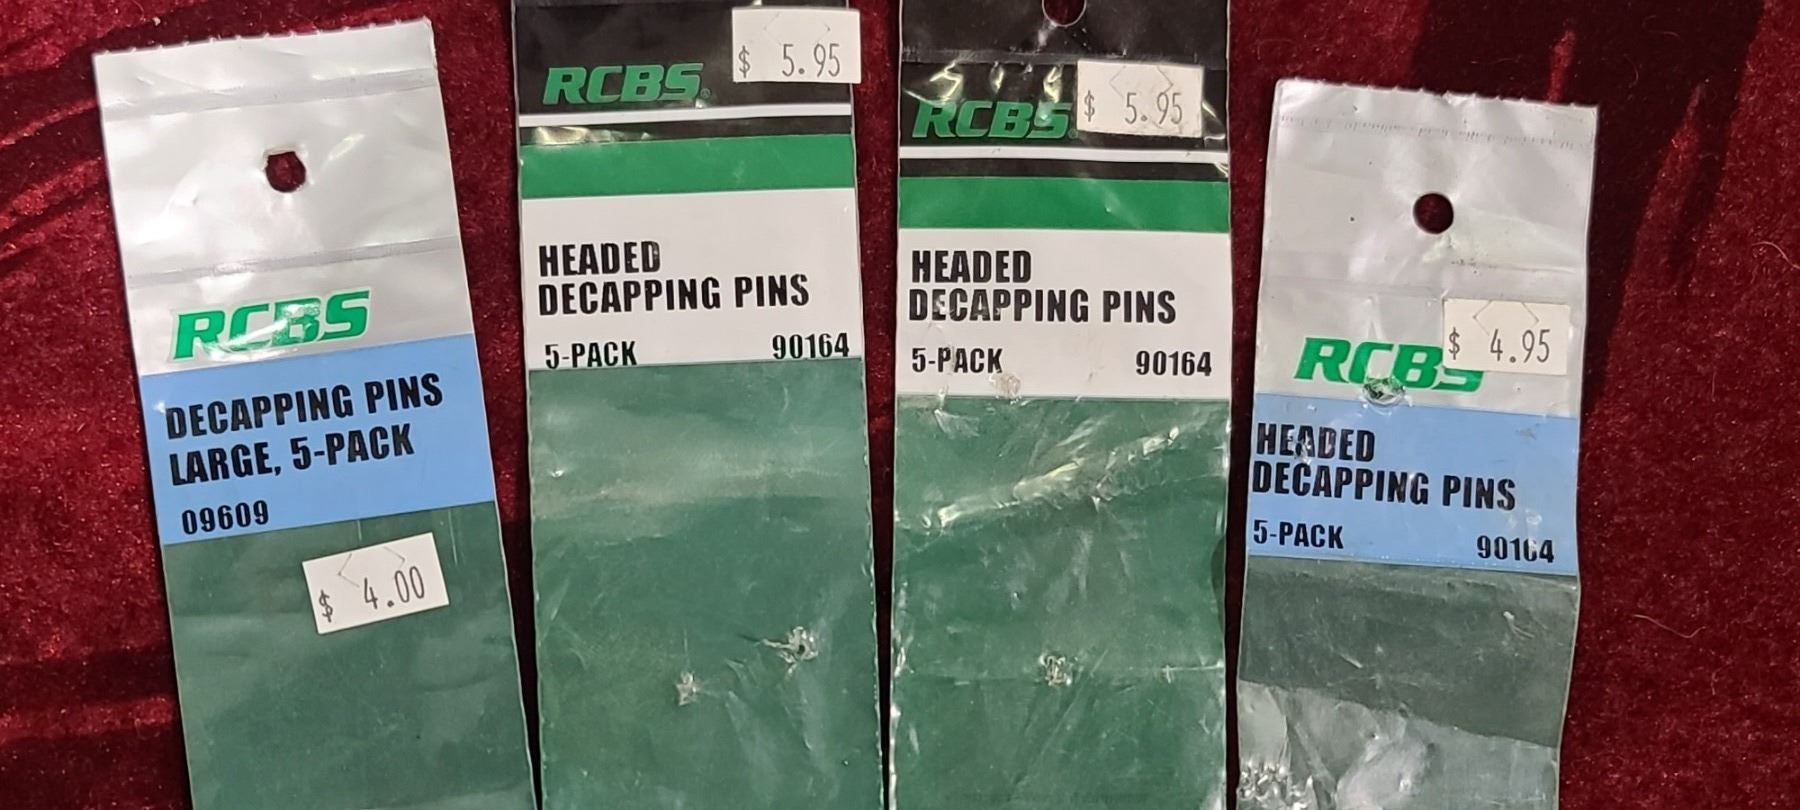 RCBS
DECAPPING PINS
LARGE, 5-PACK
09609
$ 4.00
$ 5.95
RCBS®
HEADED
DECAPPING PINS
5-PACK 90164
$ 5.95
RCBS
HEADED
DECAPPING PINS
5-PACK 90164
$ 4.95
RCBS
HEADED
DECAPPING PINS
5-PACK 90164